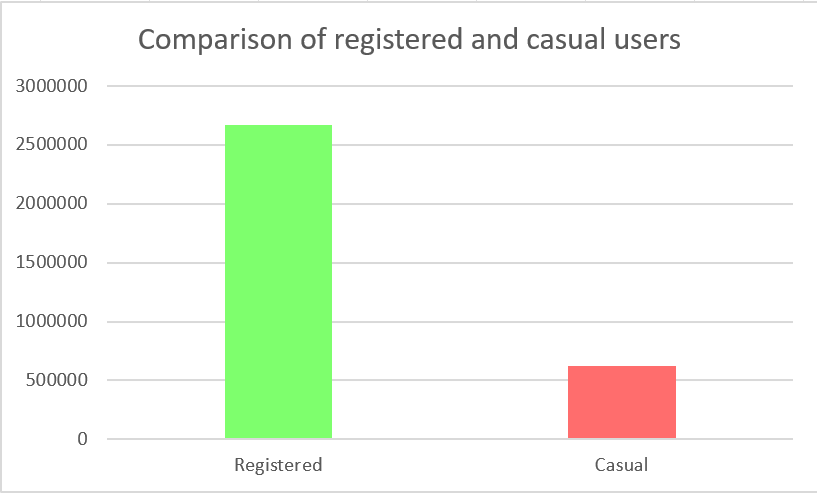 Comparison of registered and casual users
3000000
2500000
2000000
1500000
1000000
500000
0
Registered
Casual